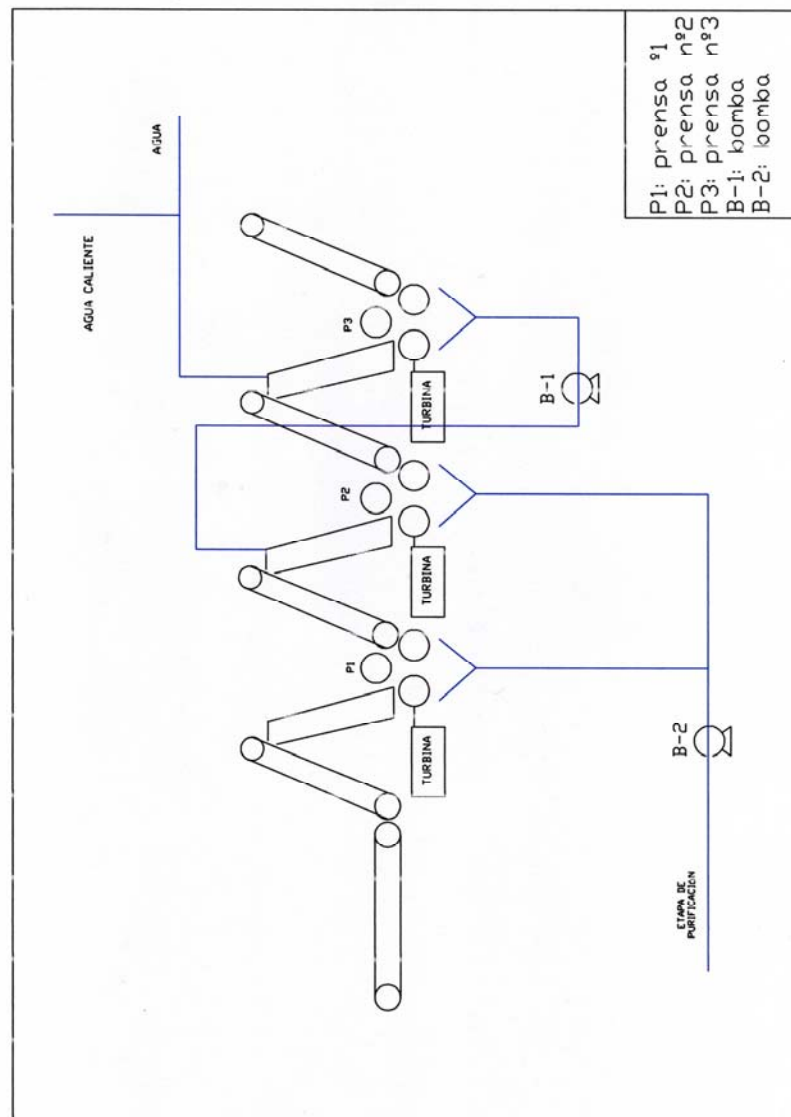 AGUA CALIENTE
AGUA
P1
P2
P3
TURBINA
TURBINA
TURBINA
B-1
B-2
ETAPA DE
PURIFICACIÓN
P1: prensa º1
P2: prensa nº2
P3: prensa nº3
B-1: bomba
B-2: bomba